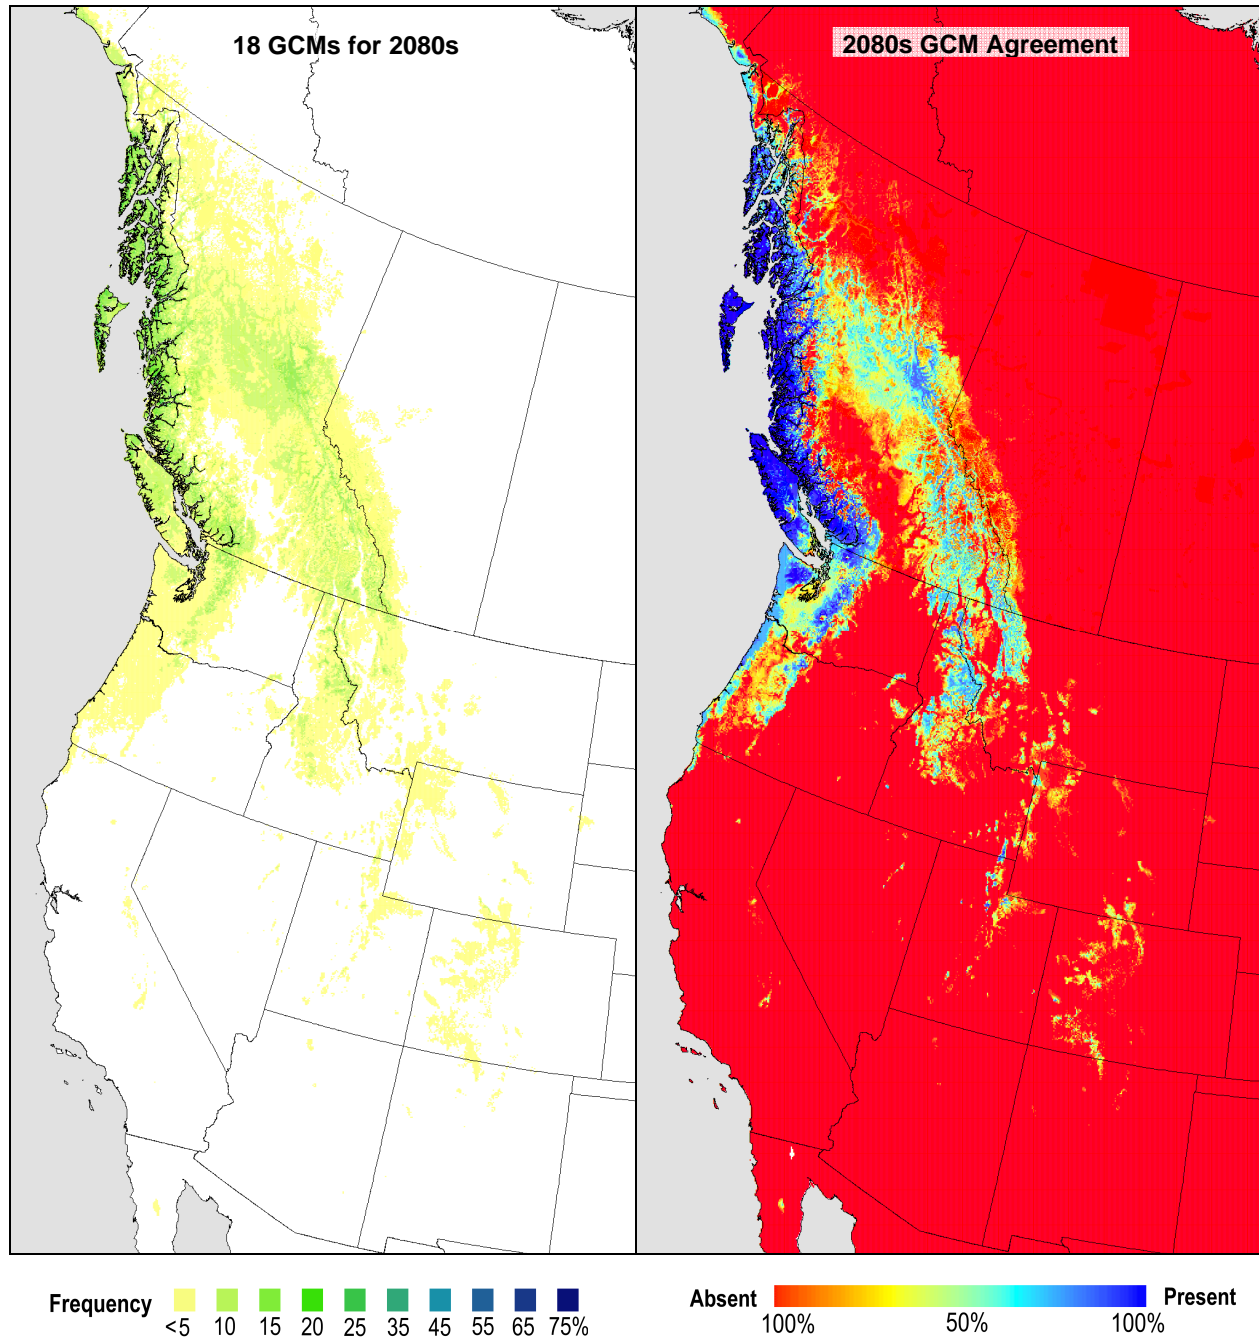 18 GCMs for 2080s
2080s GCM Agreement
Frequency
<5 10 15 20 25 35 45 55 65 75%
Absent Present
100% 50% 100%